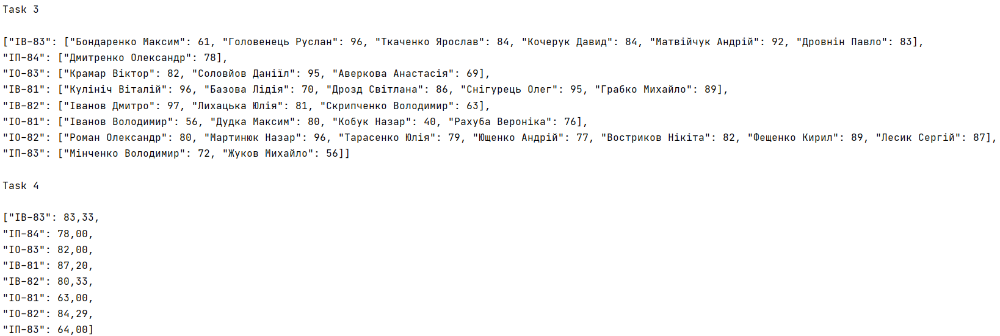 Task 3
["ІВ-83": ["Бондаренко Максим": 61, "Головенець Руслан": 96, "Ткаченко Ярослав": 84, "Кочерук Давид": 84, "Матвійчук Андрій": 92, "Дровнін Павло": 83],
"ІП-84": ["Дмитренко Олександр": 78],
"ІО-83": ["Крамар Віктор": 82, "Соловйов Даніїл": 95, "Аверкова Анастасія": 69],
"ІВ-81": ["Кулініч Віталій": 96, "Базова Лідія": 70, "Дрозд Світлана": 86, "Снігурець Олег": 95, "Грабко Михайло": 89],
"ІВ-82": ["Іванов Дмитро": 97, "Лихацька Юлія": 81, "Скрипченко Володимир": 63],
"ІО-81": ["Іванов Володимир": 56, "Дудка Максим": 80, "Кобук Назар": 40, "Рахуба Вероніка": 76],
"ІО-82": ["Роман Олександр": 80, "Мартинюк Назар": 96, "Тарасенко Юлія": 79, "Ющенко Андрій": 77, "Востриков Нікіта": 82, "Фещенко Кирил": 89, "Лесик Сергій": 87],
"ІП-83": ["Мінченко Володимир": 72, "Жуков Михайло": 56]]
Task 4
["ІВ-83": 83,33,
"ІП-84": 78,00,
"ІО-83": 82,00,
"ІВ-81": 87,20,
"ІВ-82": 80,33,
"ІО-81": 63,00,
"ІО-82": 84,29,
"ІП-83": 64,00]